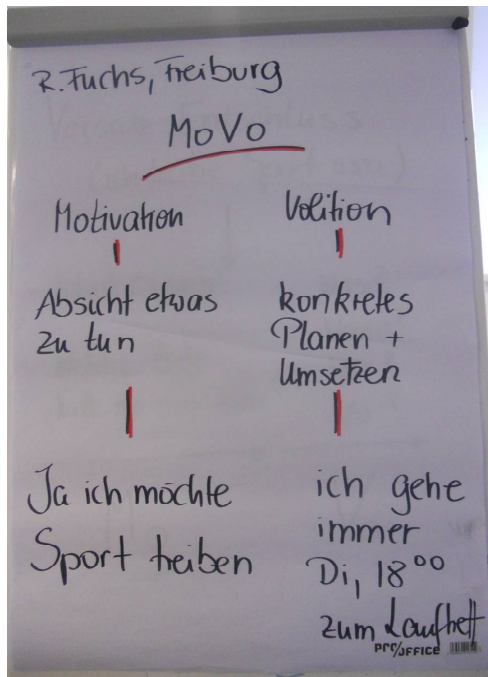 R. Fuchs, Freiburg
MoVo
Motivation
Absicht etwas
zu tun
Ja ich möchte
Sport treiben
Volition
konkretes
Planen +
Umsetzen
ich gehe
immer
Di, 18⁰⁰
zum Lauftreff
PRO/OFFICE